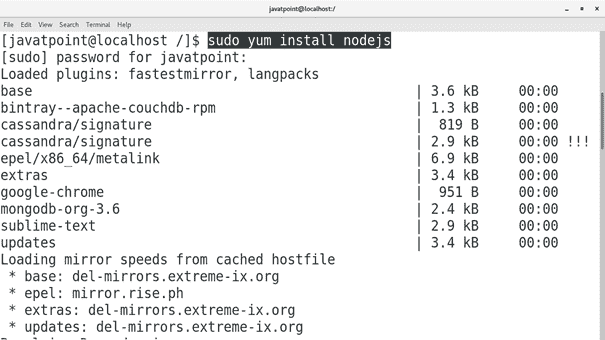 javatpoint@localhost:/
File Edit View Search Terminal Help
[javatpoint@localhost /]$ sudo yum install nodejs
[sudo] password for javatpoint:
Loaded plugins: fastestmirror, langpacks
base | 3.6 kB 00:00
bintray--apache-couchdb-rpm | 1.3 kB 00:00
cassandra/signature | 819 B 00:00
cassandra/signature | 2.9 kB 00:00 !!!
epel/x86_64/metalink | 6.9 kB 00:00
extras | 3.4 kB 00:00
google-chrome | 951 B 00:00
mongodb-org-3.6 | 2.4 kB 00:00
sublime-text | 2.9 kB 00:00
updates | 3.4 kB 00:00
Loading mirror speeds from cached hostfile
* base: del-mirrors.extreme-ix.org
* epel: mirror.rise.ph
* extras: del-mirrors.extreme-ix.org
* updates: del-mirrors.extreme-ix.org